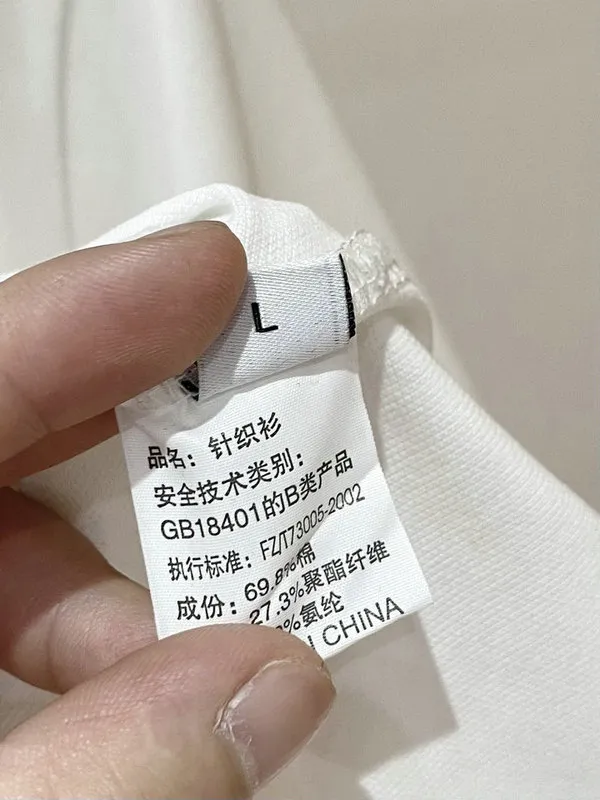 L
品名：针织衫
安全技术类别：
GB18401的B类产品
执行标准：FZ/T73005-2002
成份：69.8%棉
27.3%聚酯纤维
%氨纶
CHINA